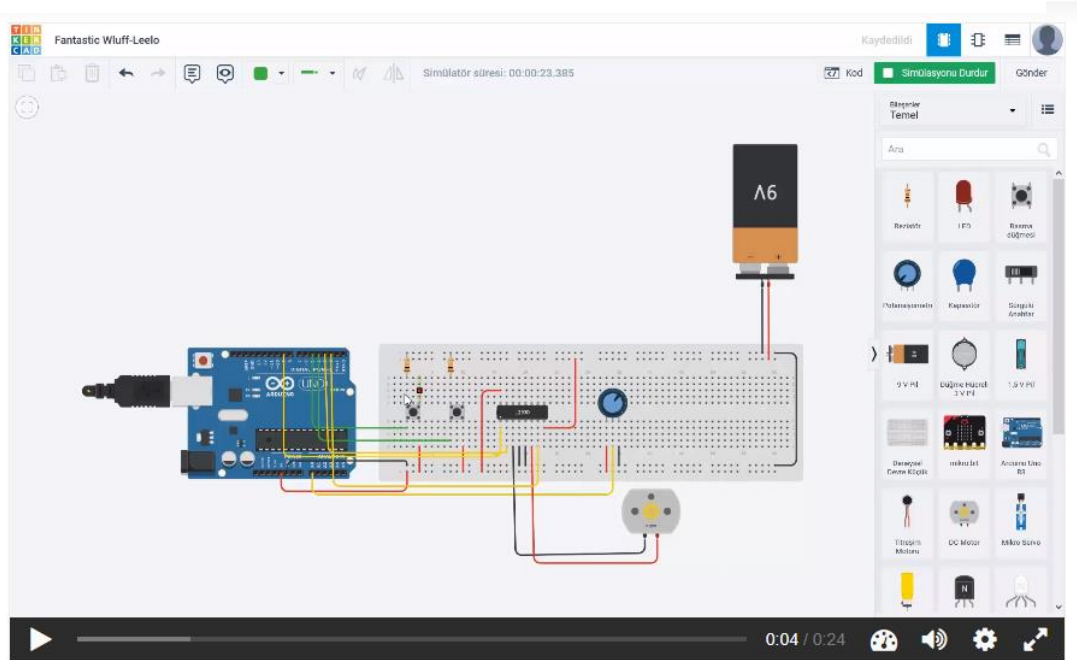 TIN
KER
CAD
Fantastic Wluff-Leelo
Kaydedildi
Simülatör süresi: 00:00:23.385
Kod
Simülasyonu Durdur
Gönder
Bileşenler
Temel
Ara
9V
DIGITAL
UNO
ARDUINO
POWER
Rezistör
LED
Basma
düğmesi
Potansiyometre
Kapasitör
Sürgülü
Anahtar
9 V Pil
Düğme Hücreli
3 V Pil
1.5 V Pil
Deneysel
Devre Küçük
micro:bit
Arduino Uno
R3
Titreşim
Motoru
DC Motor
Mikro Servo
N
0:04 / 0:24